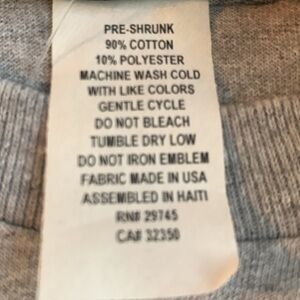 PRE-SHRUNK
90% COTTON
10% POLYESTER
MACHINE WASH COLD
WITH LIKE COLORS
GENTLE CYCLE
DO NOT BLEACH
TUMBLE DRY LOW
DO NOT IRON EMBLEM
FABRIC MADE IN USA
ASSEMBLED IN HAITI
RN# 29745
CA# 32350